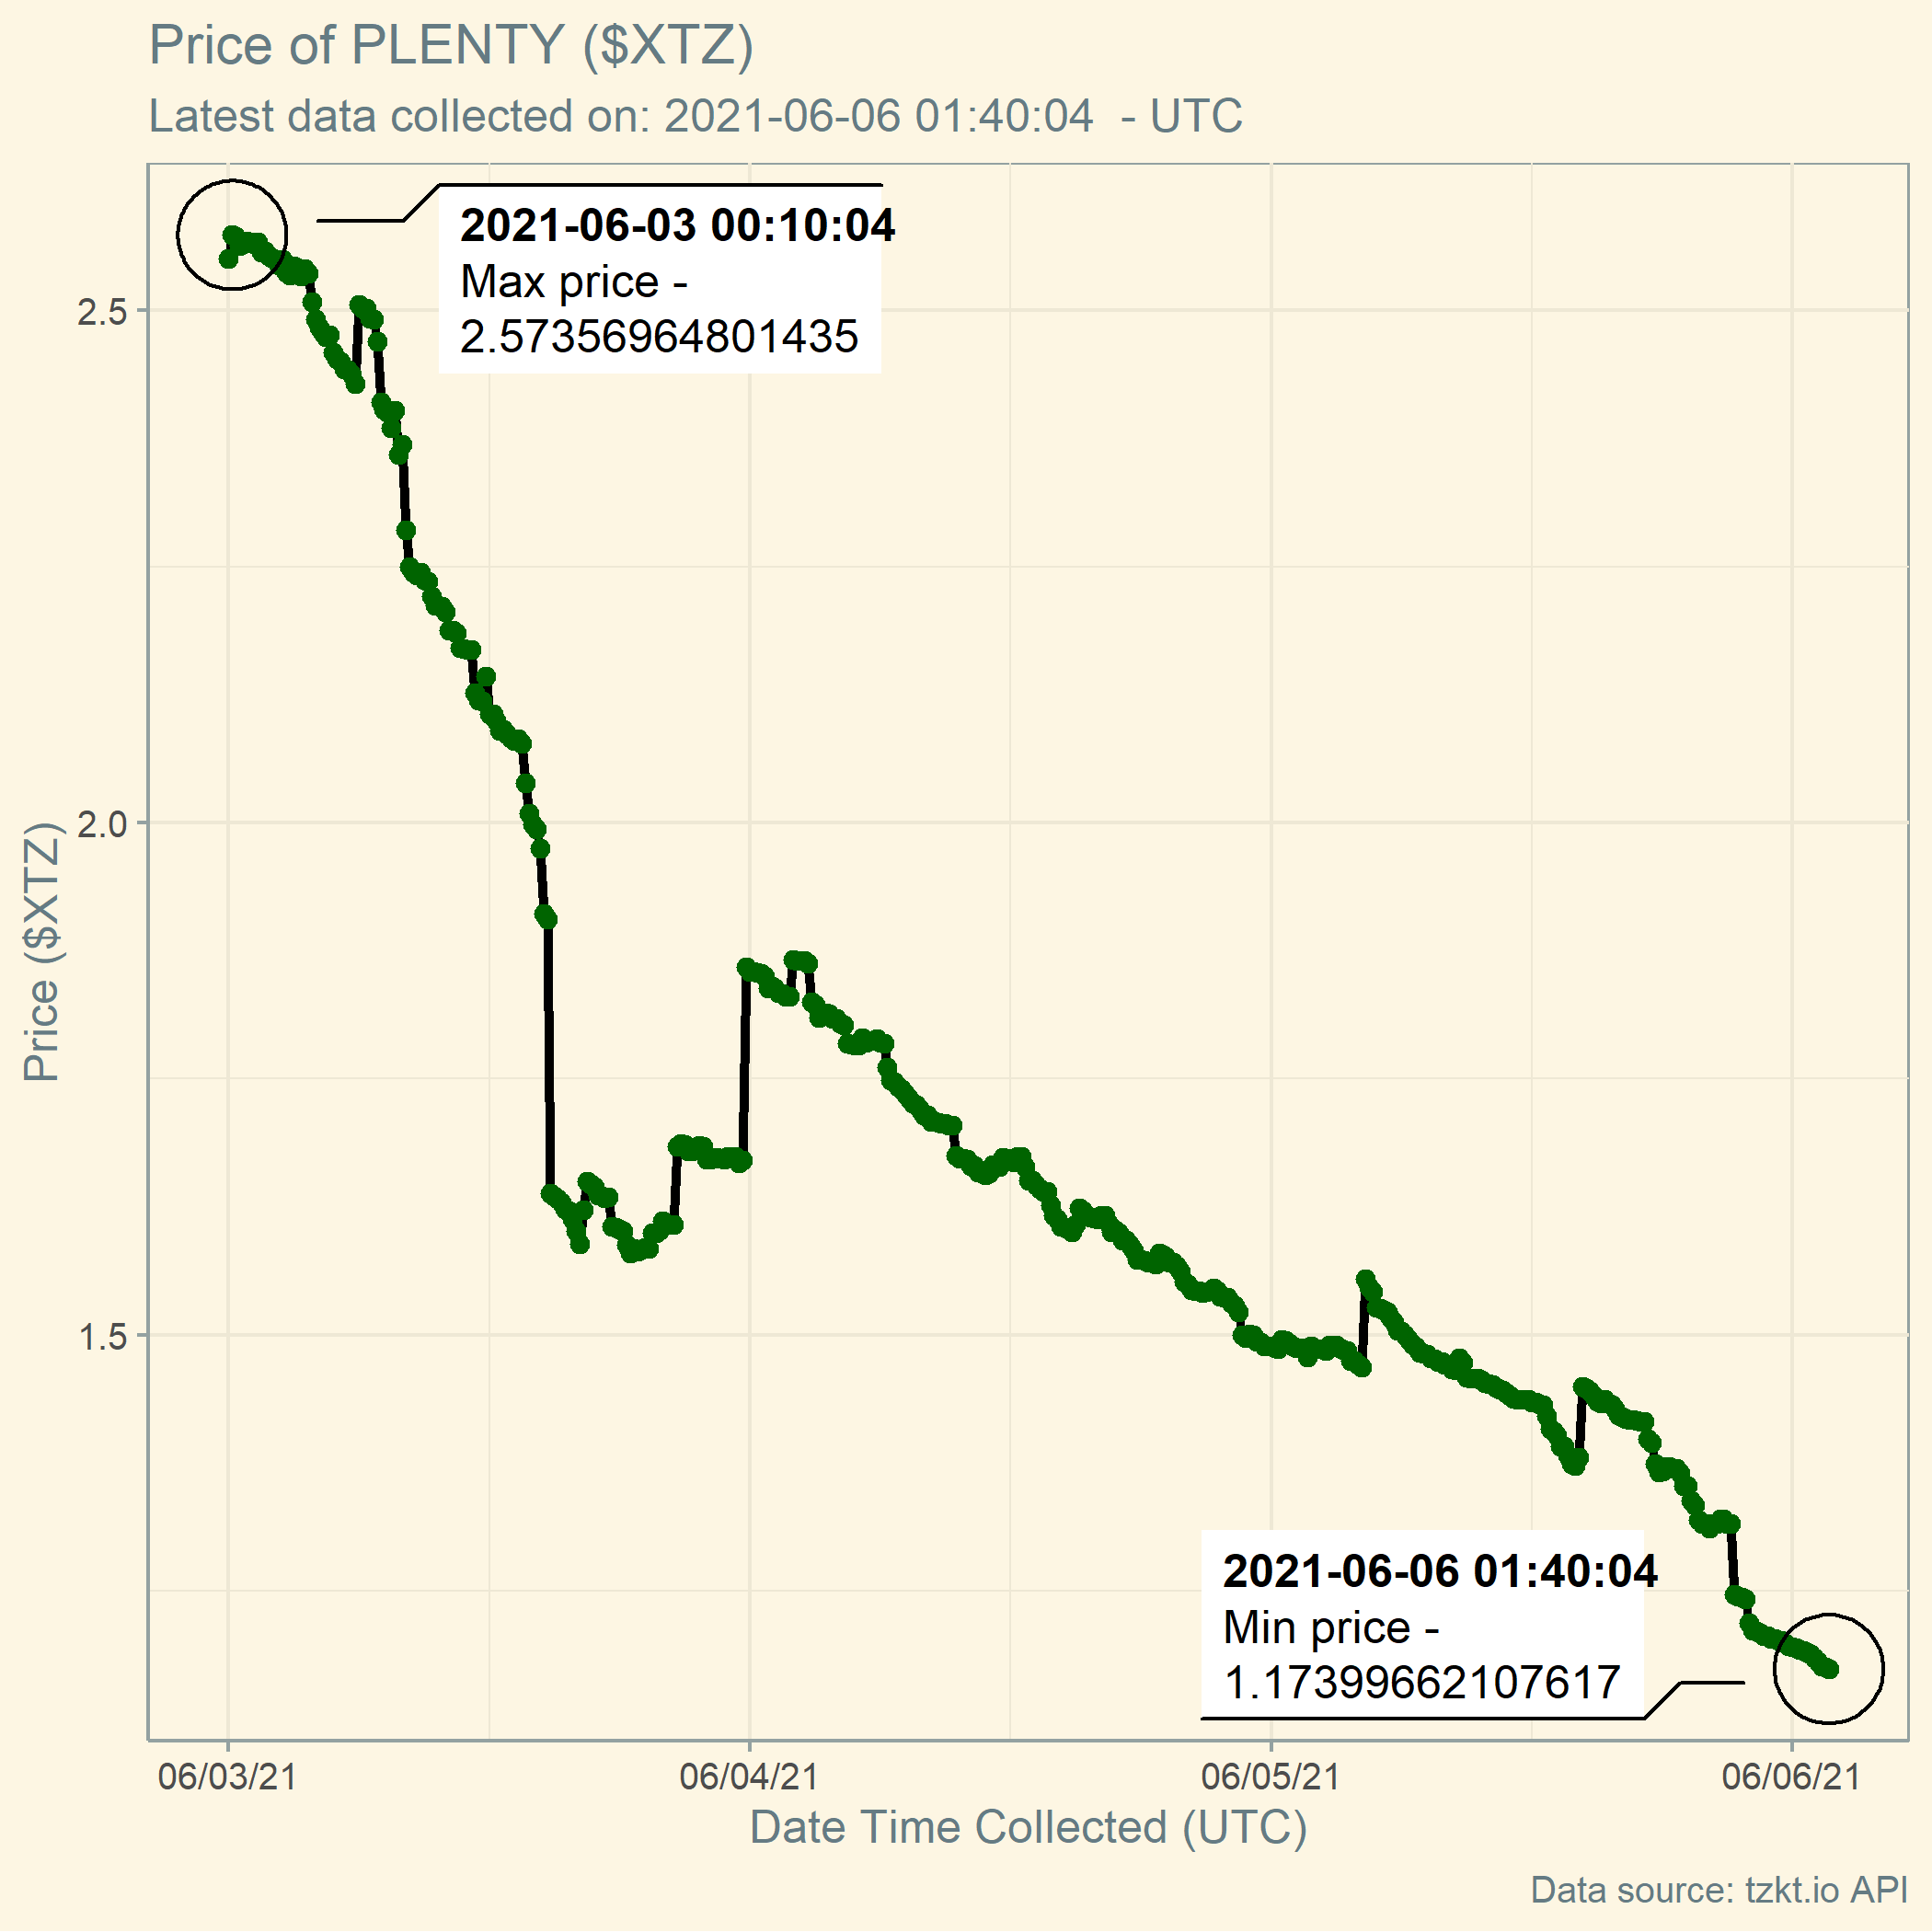 Price of PLENTY ($XTZ)
Latest data collected on: 2021-06-06 01:40:04  - UTC
2021-06-03 00:10:04
Max price -
2.57356964801435
2.5
2.0
1.5
Price ($XTZ)
2021-06-06 01:40:04
Min price -
1.17399662107617
06/03/21
06/04/21
06/05/21
06/06/21
Date Time Collected (UTC)
Data source: tzkt.io API